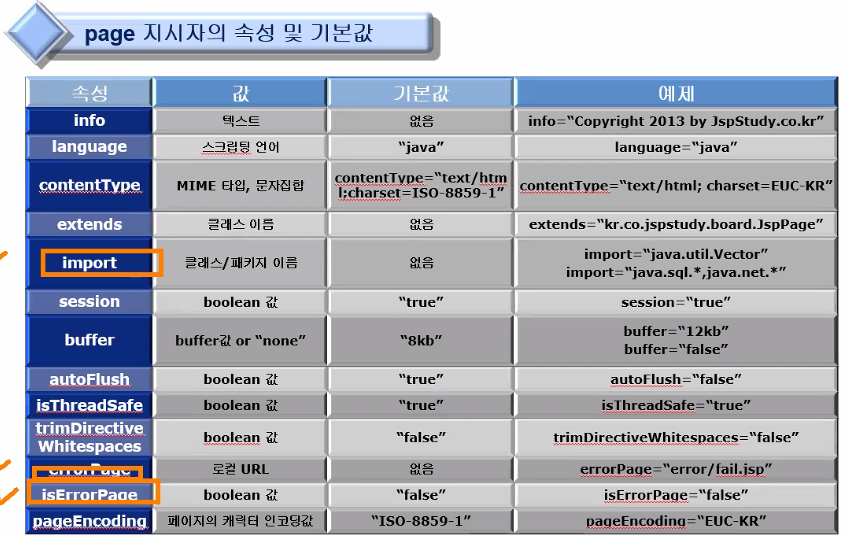 page 지시자의 속성 및 기본값
속성 값 기본값 예제
info 텍스트 없음 info=“Copyright 2013 by JspStudy.co.kr”
language 스크립팅 언어 “java” language=“java”
contentType MIME 타입, 문자집합 contentType=“text/htm
l:charset=ISO-8859-1” contentType=“text/html; charset=EUC-KR”
extends 클래스 이름 없음 extends=“kr.co.jspstudy.board.JspPage”
import 클래스/패키지 이름 없음 import=“java.util.Vector”
import=“java.sql.*,java.net.*”
session boolean 값 “true” session=“true”
buffer buffer값 or “none” “8kb” buffer=“12kb”
buffer=“false”
autoFlush boolean 값 “true” autoFlush=“false”
isThreadSafe boolean 값 “true” isThreadSafe=“true”
trimDirective
Whitespaces boolean 값 “false” trimDirectiveWhitespaces=“false”
errorPage 로컬 URL 없음 errorPage=“error/fail.jsp”
isErrorPage boolean 값 “false” isErrorPage=“false”
pageEncoding 페이지의 캐릭터 인코딩값 “ISO-8859-1” pageEncoding=“EUC-KR”